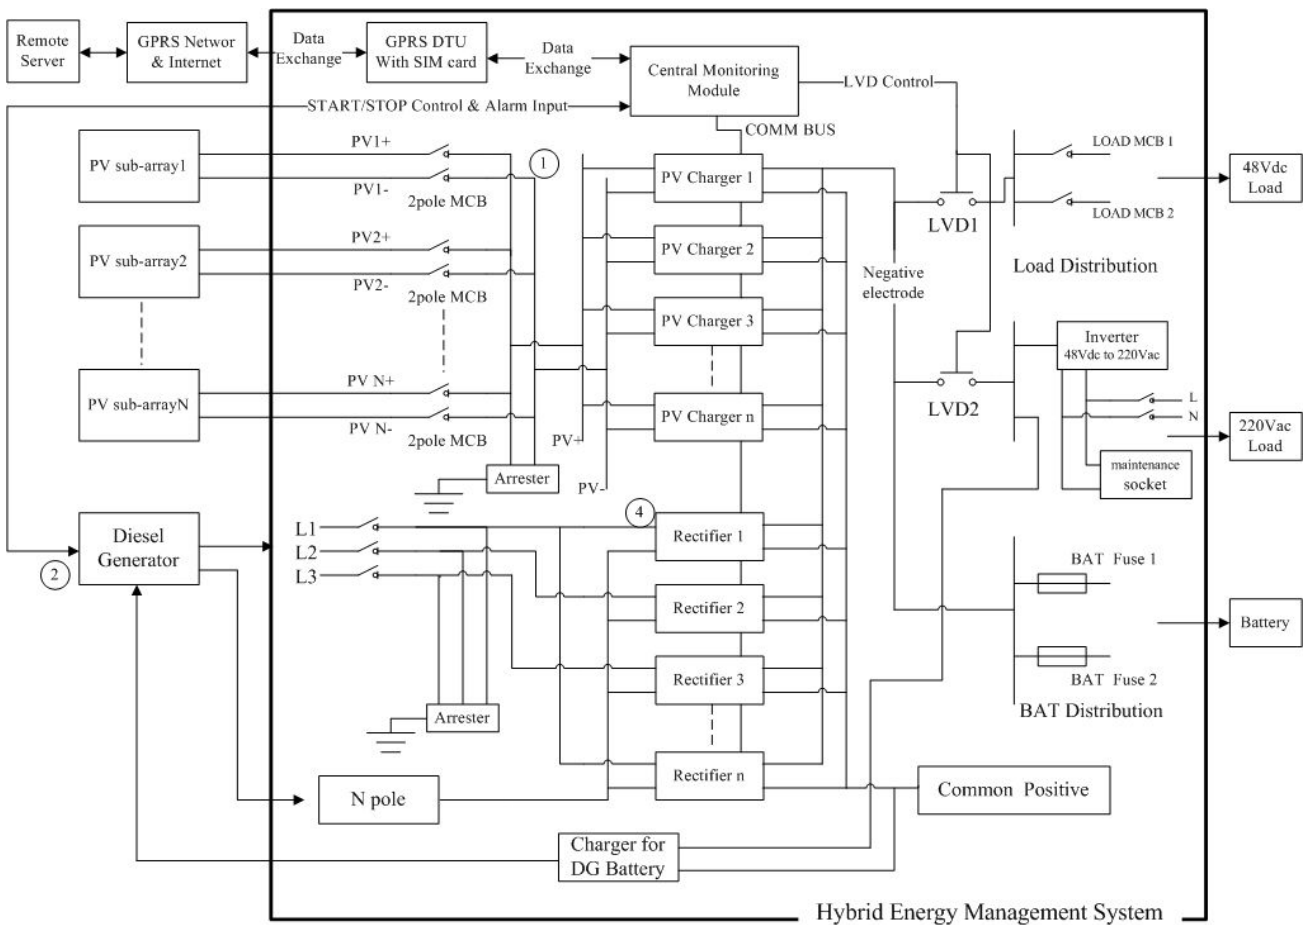 Remote
Server
GPRS Networ
& Internet
Data
Exchange
GPRS DTU
With SIM card
Data
Exchange
Central Monitoring
Module
LVD Control
START/STOP Control & Alarm Input
COMM BUS
PV sub-array1
PV1+
PV1-
2pole MCB
1
PV Charger 1
LVD1
LOAD MCB 1
LOAD MCB 2
Load Distribution
48Vdc
Load
PV sub-array2
PV2+
PV2-
2pole MCB
PV Charger 2
Negative
electrode
PV Charger 3
Inverter
48Vdc to 220Vac
PV sub-arrayN
PV N+
PV N-
2pole MCB
PV Charger n
LVD2
L
N
220Vac
Load
PV+
PV-
Arrester
maintenance
socket
Diesel
Generator
2
L1
L2
L3
4
Rectifier 1
Rectifier 2
Rectifier 3
Rectifier n
BAT Fuse 1
BAT Fuse 2
BAT Distribution
Battery
Arrester
N pole
Common Positive
Charger for
DG Battery
Hybrid Energy Management System